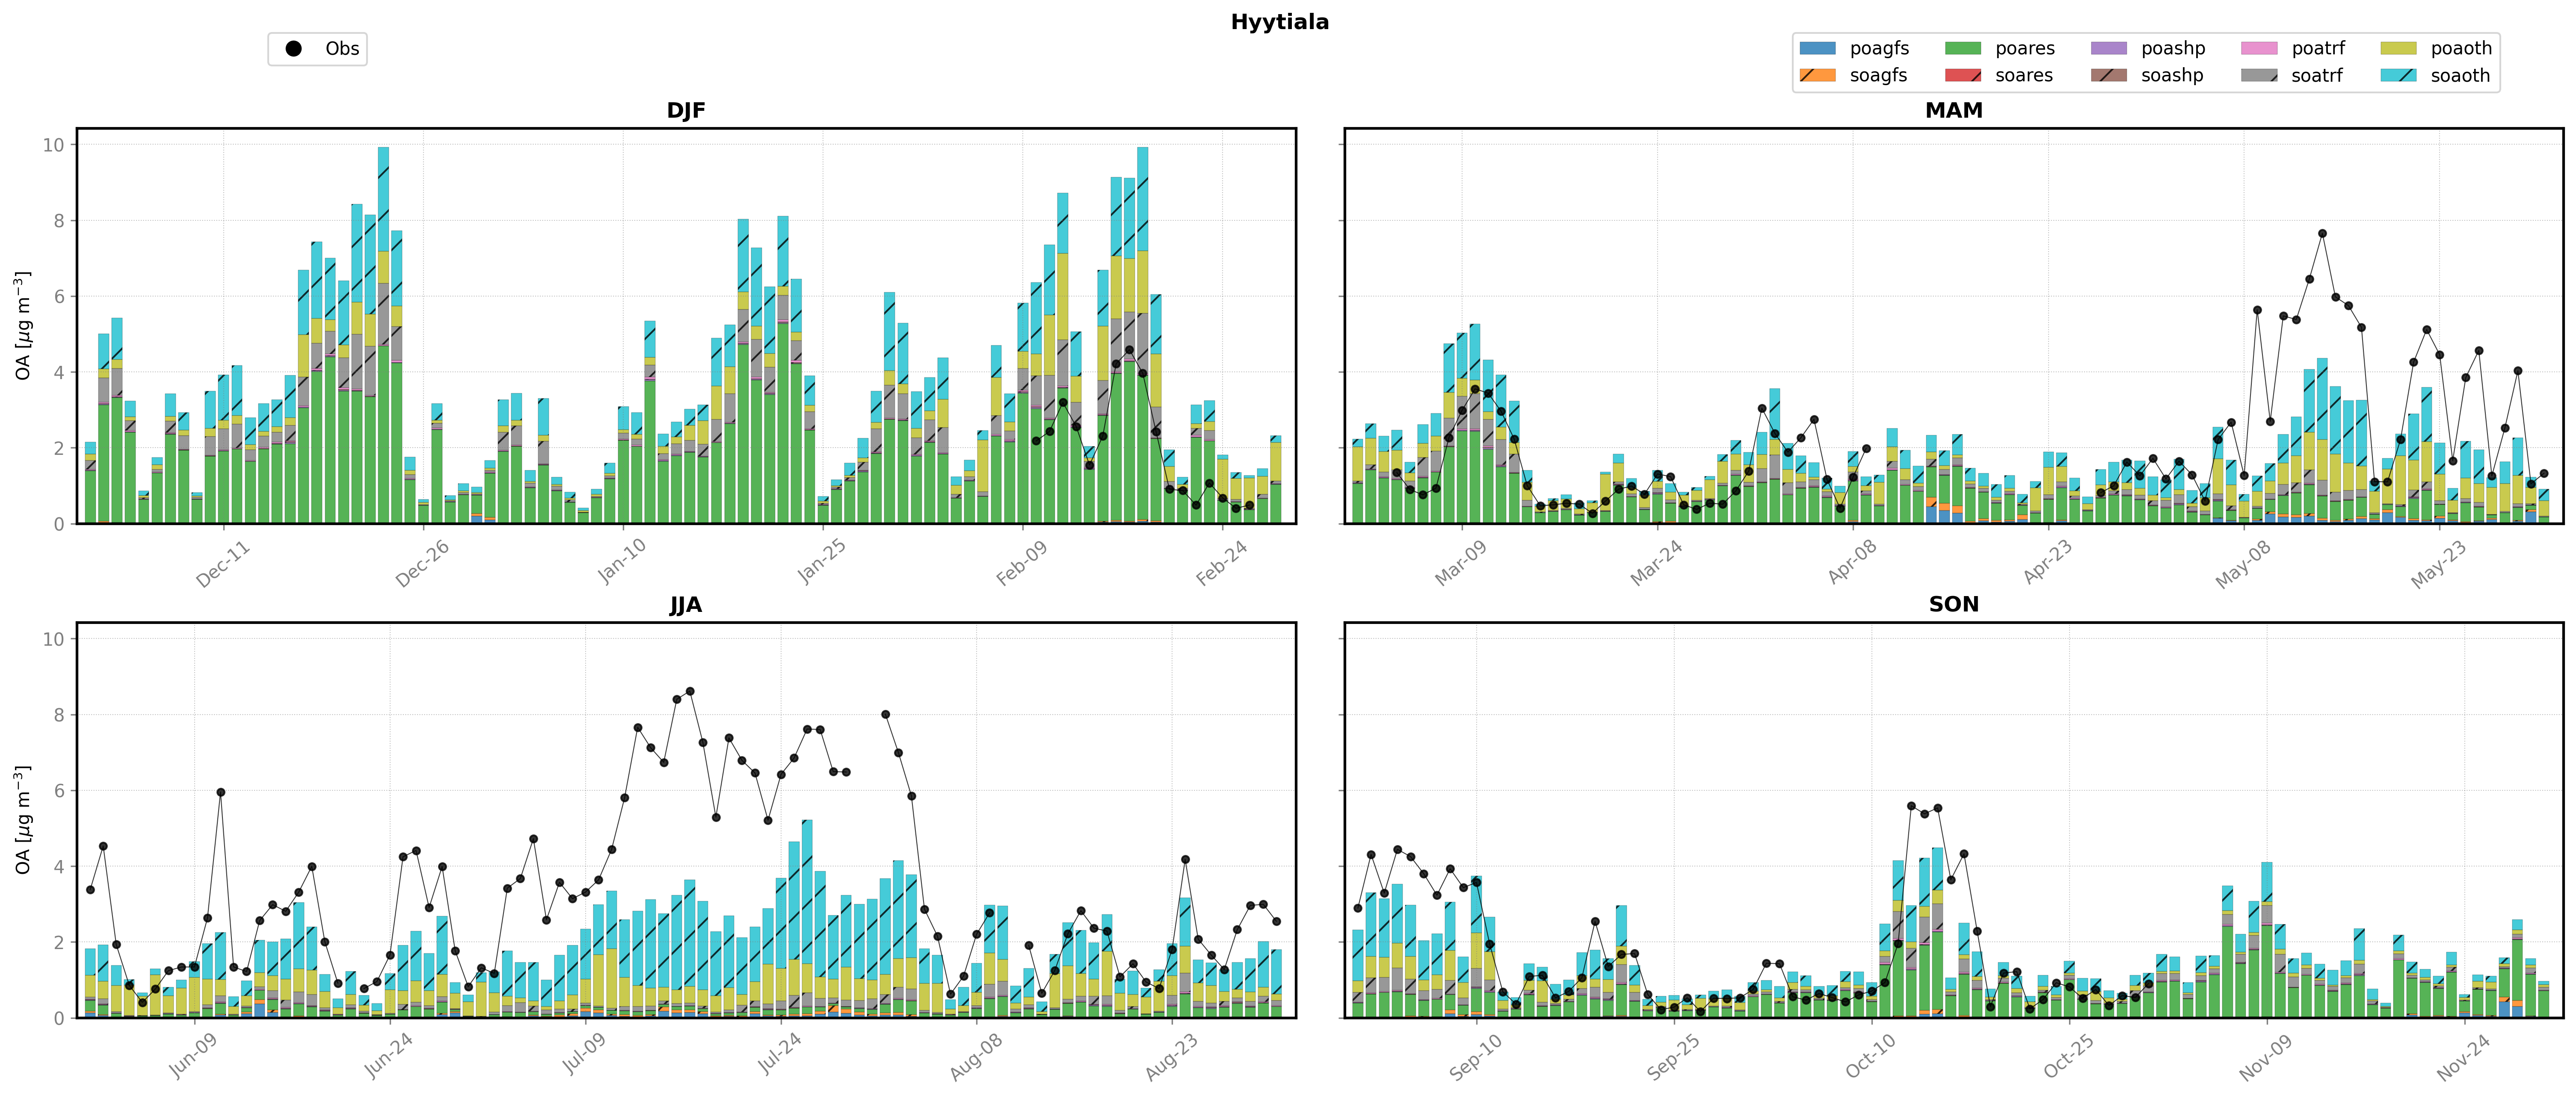 Hyytiala
Obs
poagfs poares poashp poatrf poaoth
soagfs soares soashp soatrf soaoth
DJF
MAM
OA [μg m⁻³]
10
8
6
4
2
0
Dec-11 Dec-26 Jan-10 Jan-25 Feb-09 Feb-24
Mar-09 Mar-24 Apr-08 Apr-23 May-08 May-23
JJA
SON
OA [μg m⁻³]
10
8
6
4
2
0
Jun-09 Jun-24 Jul-09 Jul-24 Aug-08 Aug-23
Sep-10 Sep-25 Oct-10 Oct-25 Nov-09 Nov-24